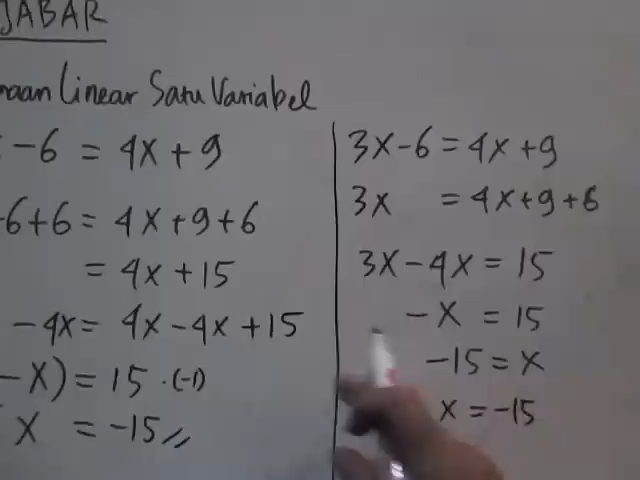 JABAR
maan Linear Satu Variabel
-6 = 4x+9
6+6 = 4x+9+6
= 4x+15
-4x = 4x-4x+15
-x) = 15 .(-1)
x = -15 //
3x-6 = 4x+9
3x = 4x+9+6
3x-4x = 15
-x = 15
-15 = x
x = -15